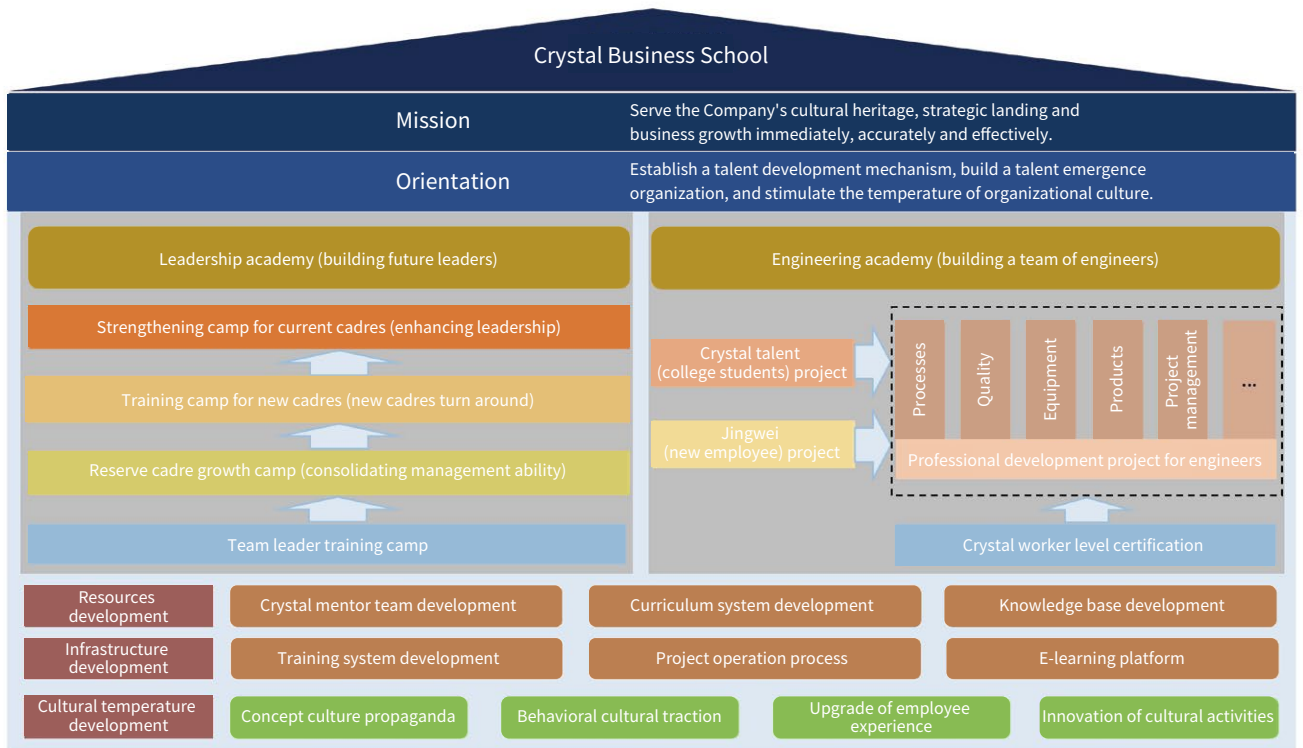 Crystal Business School
Mission
Serve the Company's cultural heritage, strategic landing and
business growth immediately, accurately and effectively.
Orientation
Establish a talent development mechanism, build a talent emergence
organization, and stimulate the temperature of organizational culture.
Leadership academy (building future leaders)
Strengthening camp for current cadres (enhancing leadership)
Training camp for new cadres (new cadres turn around)
Reserve cadre growth camp (consolidating management ability)
Team leader training camp
Engineering academy (building a team of engineers)
Crystal talent
(college students) project
Jingwei
(new employee) project
Processes
Quality
Equipment
Products
Project
management
...
Professional development project for engineers
Crystal worker level certification
Resources
development
Crystal mentor team development
Curriculum system development
Knowledge base development
Infrastructure
development
Training system development
Project operation process
E-learning platform
Cultural temperature
development
Concept culture propaganda
Behavioral cultural traction
Upgrade of employee
experience
Innovation of cultural activities